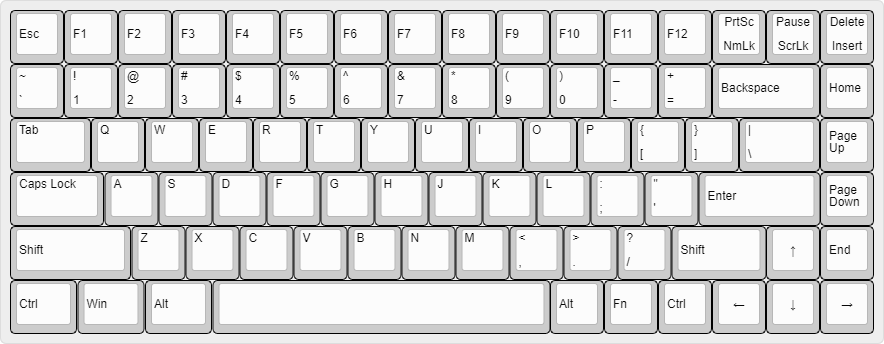 Esc F1 F2 F3 F4 F5 F6 F7 F8 F9 F10 F11 F12 PrtSc Pause Delete
NmLk ScrLk Insert
~ ! @ # $ % ^ & * ( ) _ +
` 1 2 3 4 5 6 7 8 9 0 - = Backspace Home
Tab Q W E R T Y U I O P { } | Page
[ ] \ Up
Caps Lock A S D F G H J K L : " Enter Page
; ' Down
Shift Z X C V B N M < > ? Shift ↑ End
, . /
Ctrl Win Alt Alt Fn Ctrl ← ↓ →